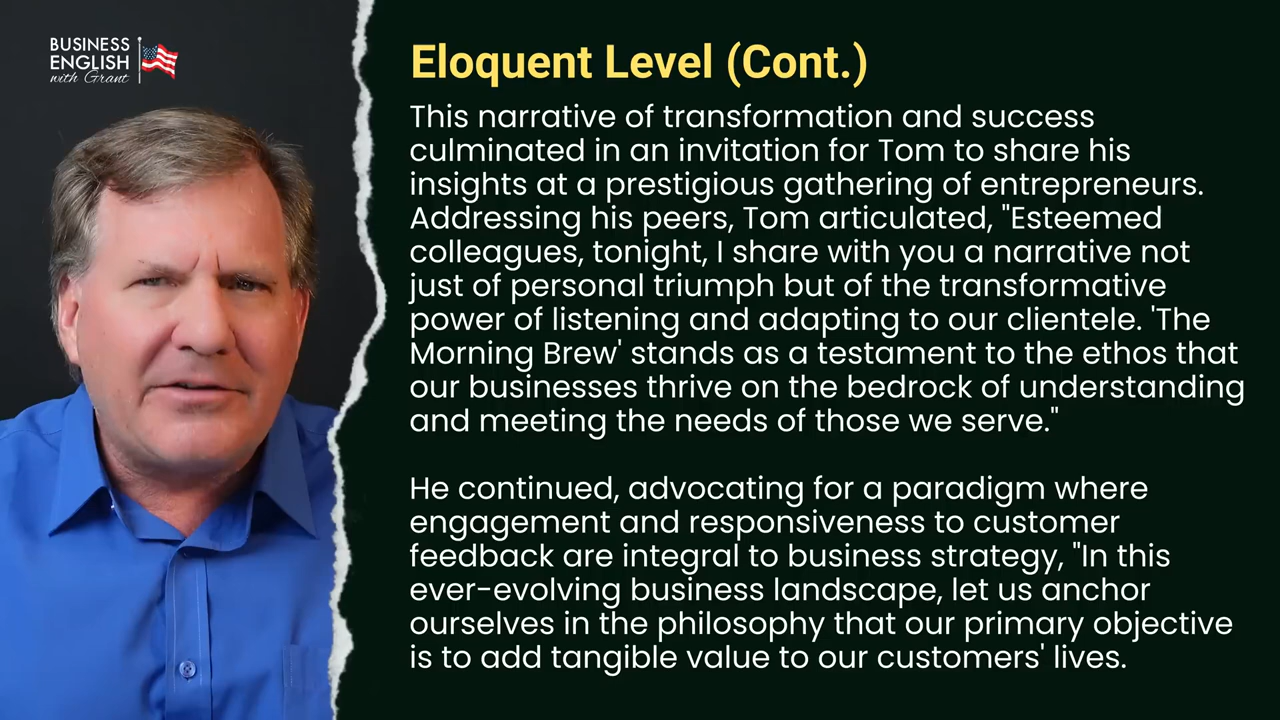 BUSINESS
ENGLISH
with Grant
Eloquent Level (Cont.)
This narrative of transformation and success
culminated in an invitation for Tom to share his
insights at a prestigious gathering of entrepreneurs.
Addressing his peers, Tom articulated, "Esteemed
colleagues, tonight, I share with you a narrative not
just of personal triumph but of the transformative
power of listening and adapting to our clientele. 'The
Morning Brew' stands as a testament to the ethos that
our businesses thrive on the bedrock of understanding
and meeting the needs of those we serve."
He continued, advocating for a paradigm where
engagement and responsiveness to customer
feedback are integral to business strategy, "In this
ever-evolving business landscape, let us anchor
ourselves in the philosophy that our primary objective
is to add tangible value to our customers' lives.